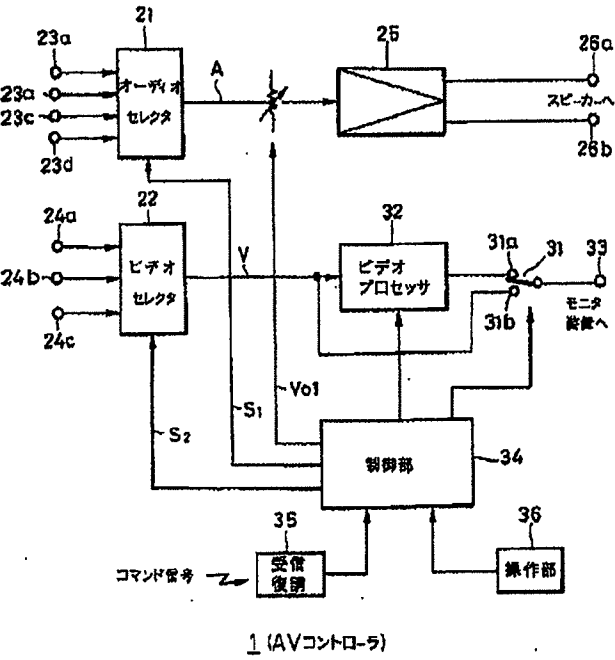 21
23a
23a
23c
23d
オーディオ
セレクタ
A
25
26a
スピーカーへ
26b
22
24a
24b
24c
ビデオ
セレクタ
V
32
ビデオ
プロセッサ
31a
31
31b
33
モニタ
装置へ
S2
S1
Vol
制御部
34
35
受信
復調
コマンド信号
36
操作部
1 (AVコントローラ)